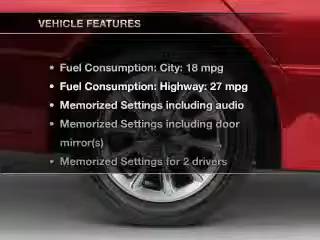 VEHICLE FEATURES
• Fuel Consumption: City: 18 mpg
• Fuel Consumption: Highway: 27 mpg
• Memorized Settings including audio
• Memorized Settings including door
mirror(s)
• Memorized Settings for 2 drivers